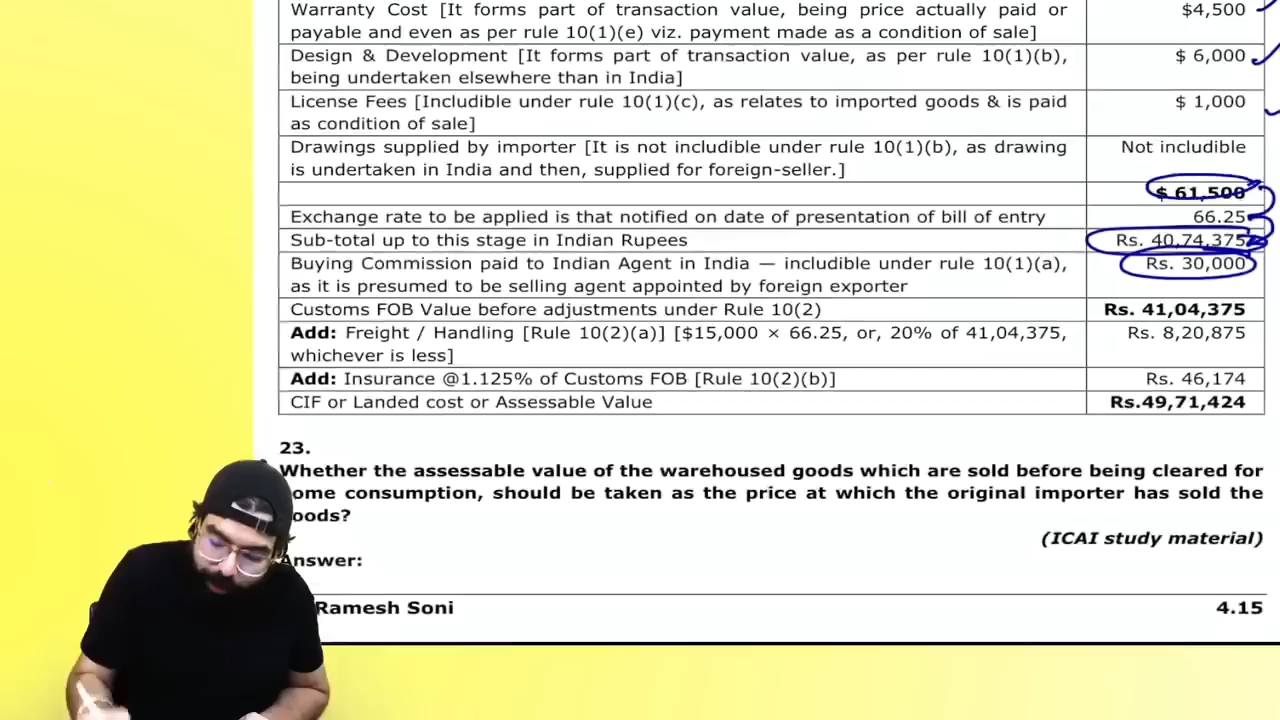 Warranty Cost [It forms part of transaction value, being price actually paid or
$4,500
payable and even as per rule 10(1)(e) viz. payment made as a condition of sale]
Design & Development [It forms part of transaction value, as per rule 10(1)(b),
$ 6,000
being undertaken elsewhere than in India]
License Fees [Includible under rule 10(1)(c), as relates to imported goods & is paid
$ 1,000
as condition of sale]
Drawings supplied by importer [It is not includible under rule 10(1)(b), as drawing
Not includible
is undertaken in India and then, supplied for foreign-seller.]
$ 61,500
Exchange rate to be applied is that notified on date of presentation of bill of entry
66.25
Sub-total up to this stage in Indian Rupees
Rs. 40,74,375
Buying Commission paid to Indian Agent in India — includible under rule 10(1)(a),
Rs. 30,000
as it is presumed to be selling agent appointed by foreign exporter
Customs FOB Value before adjustments under Rule 10(2)
Rs. 41,04,375
Add: Freight / Handling [Rule 10(2)(a)] [$15,000 × 66.25, or, 20% of 41,04,375,
Rs. 8,20,875
whichever is less]
Add: Insurance @1.125% of Customs FOB [Rule 10(2)(b)]
Rs. 46,174
CIF or Landed cost or Assessable Value
Rs.49,71,424
23.
Whether the assessable value of the warehoused goods which are sold before being cleared for
ome consumption, should be taken as the price at which the original importer has sold the
oods?
(ICAI study material)
Answer:
Ramesh Soni
4.15